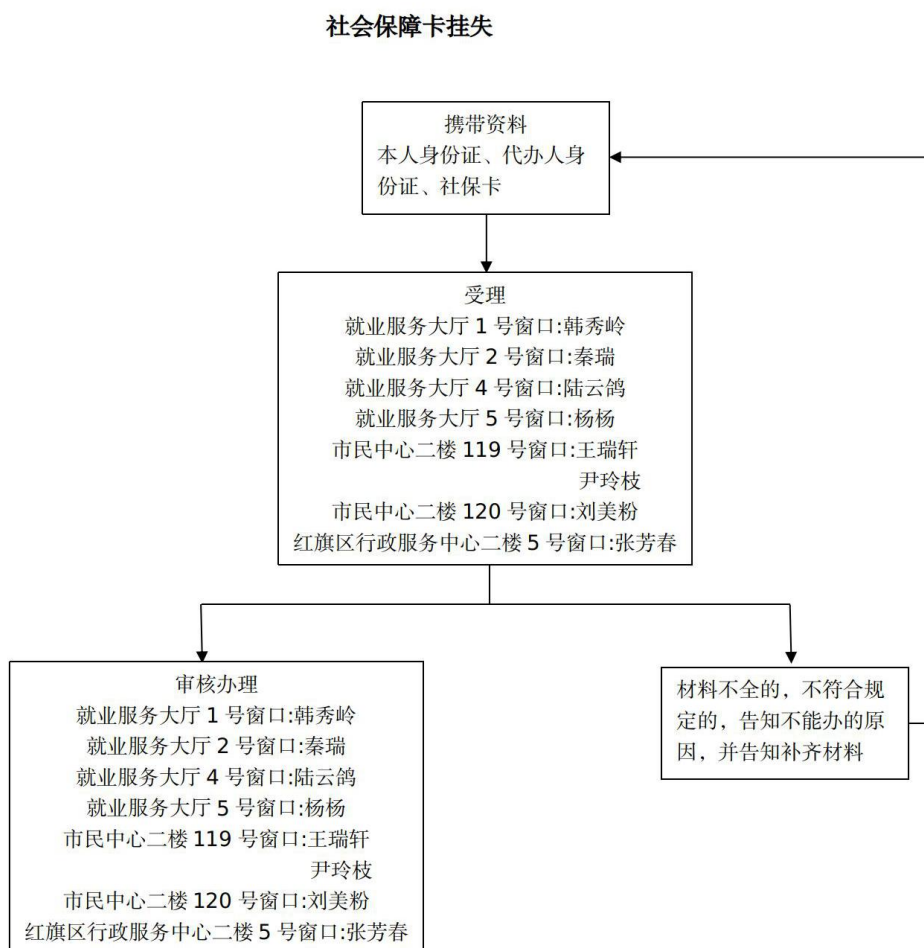 社会保障卡挂失
携带资料
本人身份证、代办人身
份证、社保卡
受理
就业服务大厅 1 号窗口:韩秀岭
就业服务大厅 2 号窗口:秦瑞
就业服务大厅 4 号窗口:陆云鸽
就业服务大厅 5 号窗口:杨杨
市民中心二楼 119 号窗口:王瑞轩
尹玲枝
市民中心二楼 120 号窗口:刘美粉
红旗区行政服务中心二楼 5 号窗口:张芳春
审核办理
就业服务大厅 1 号窗口:韩秀岭
就业服务大厅 2 号窗口:秦瑞
就业服务大厅 4 号窗口:陆云鸽
就业服务大厅 5 号窗口:杨杨
市民中心二楼 119 号窗口:王瑞轩
尹玲枝
市民中心二楼 120 号窗口:刘美粉
红旗区行政服务中心二楼 5 号窗口:张芳春
材料不全的，不符合规
定的，告知不能办的原
因，并告知补齐材料